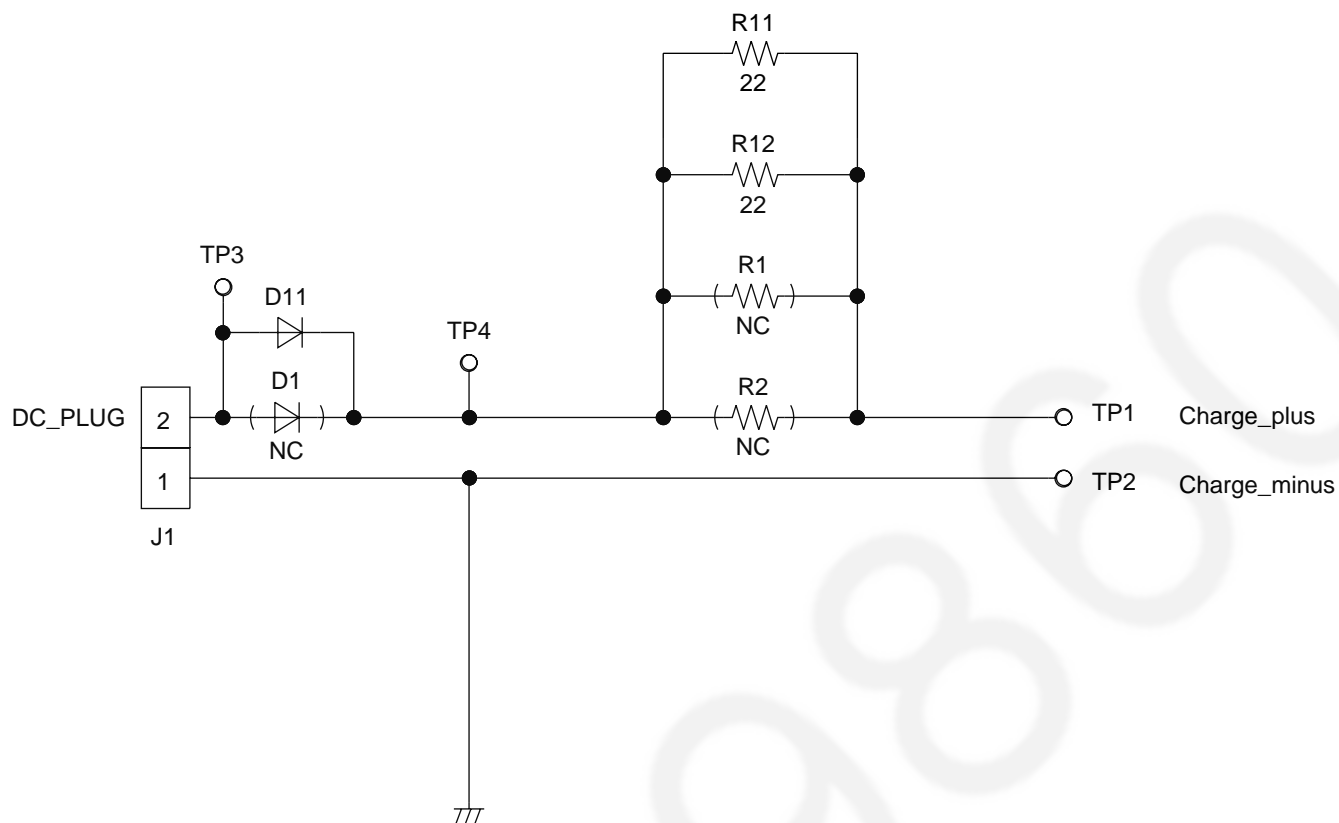 R11
22
R12
22
TP3
R1
D11
NC
TP4
D1
R2
DC_PLUG
2
TP1
Charge_plus
NC
NC
1
TP2
Charge_minus
J1
9860